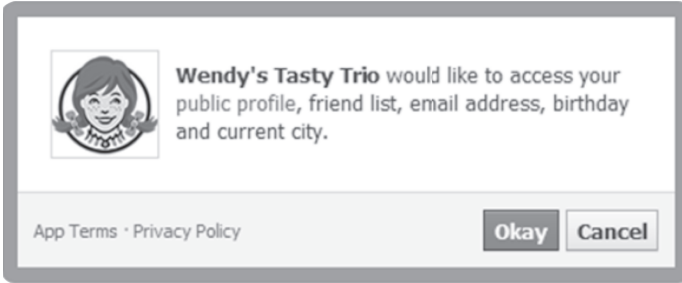 Wendy's Tasty Trio would like to access your
public profile, friend list, email address, birthday
and current city.
App Terms · Privacy Policy
Okay Cancel